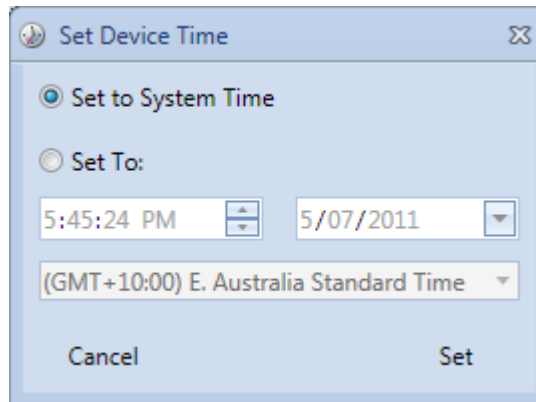 Set Device Time
Set to System Time
Set To:
5:45:24 PM 5/07/2011
(GMT+10:00) E. Australia Standard Time
Cancel Set